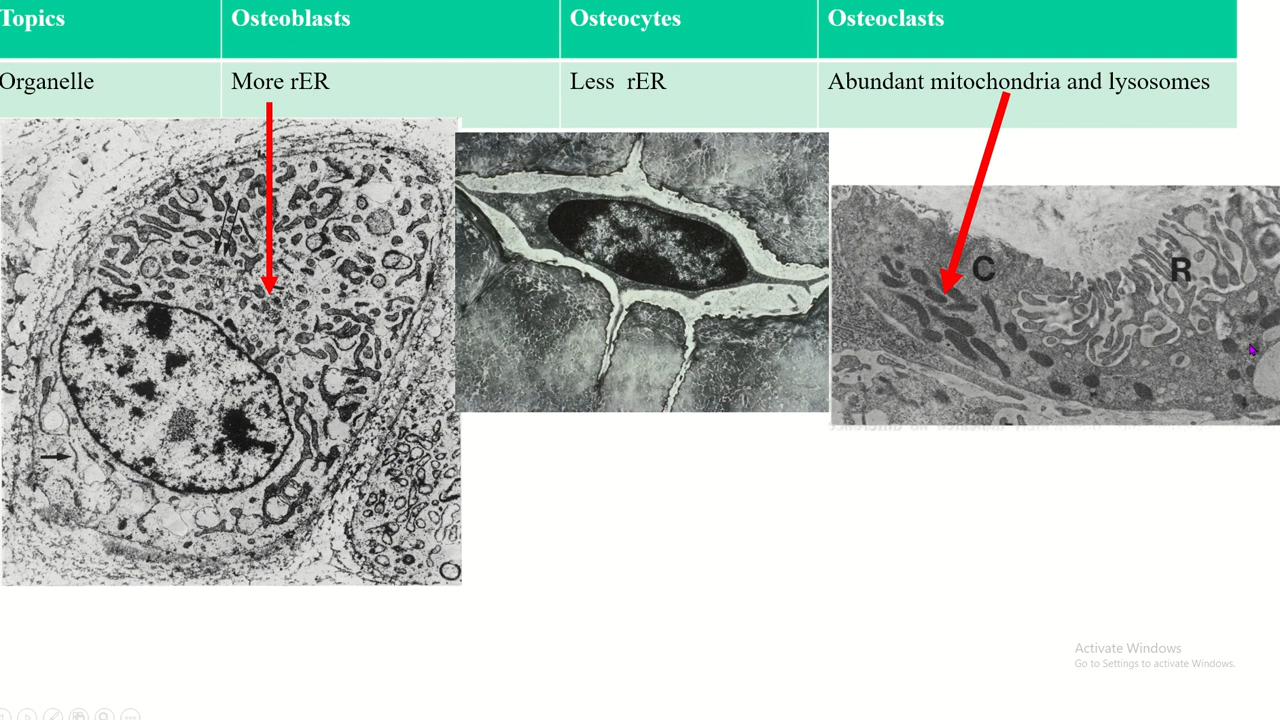 Topics Osteoblasts Osteocytes Osteoclasts
Organelle More rER Less rER Abundant mitochondria and lysosomes
C R
Activate Windows
Go to Settings to activate Windows.